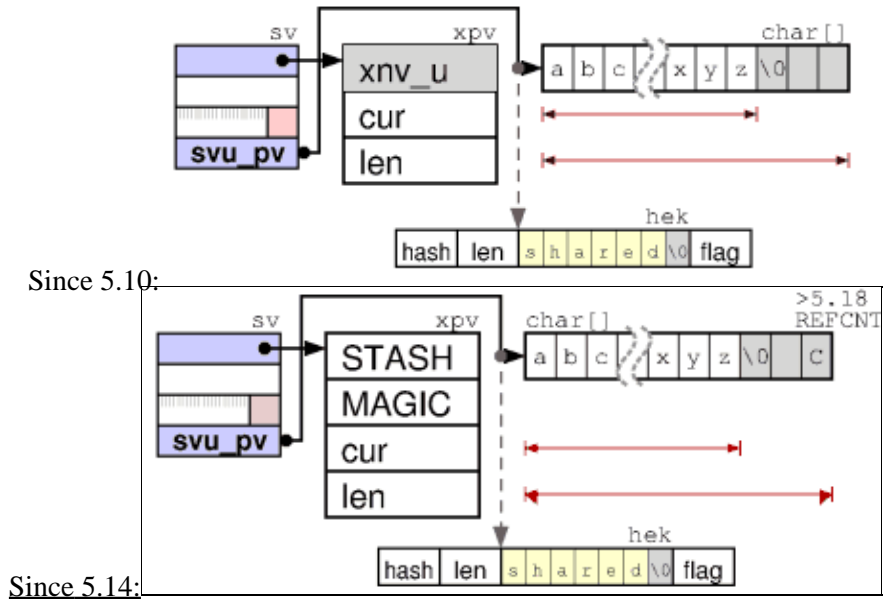 sv xpv char[]
xnv_u a b c x y z \0
cur
svu_pv len
hek
hash len s h a r e d \0 flag
Since 5.10:
>5.18
sv xpv char[] REFCNT
STASH a b c x y z \0 C
MAGIC
svu_pv cur
len
hek
hash len s h a r e d \0 flag
Since 5.14: